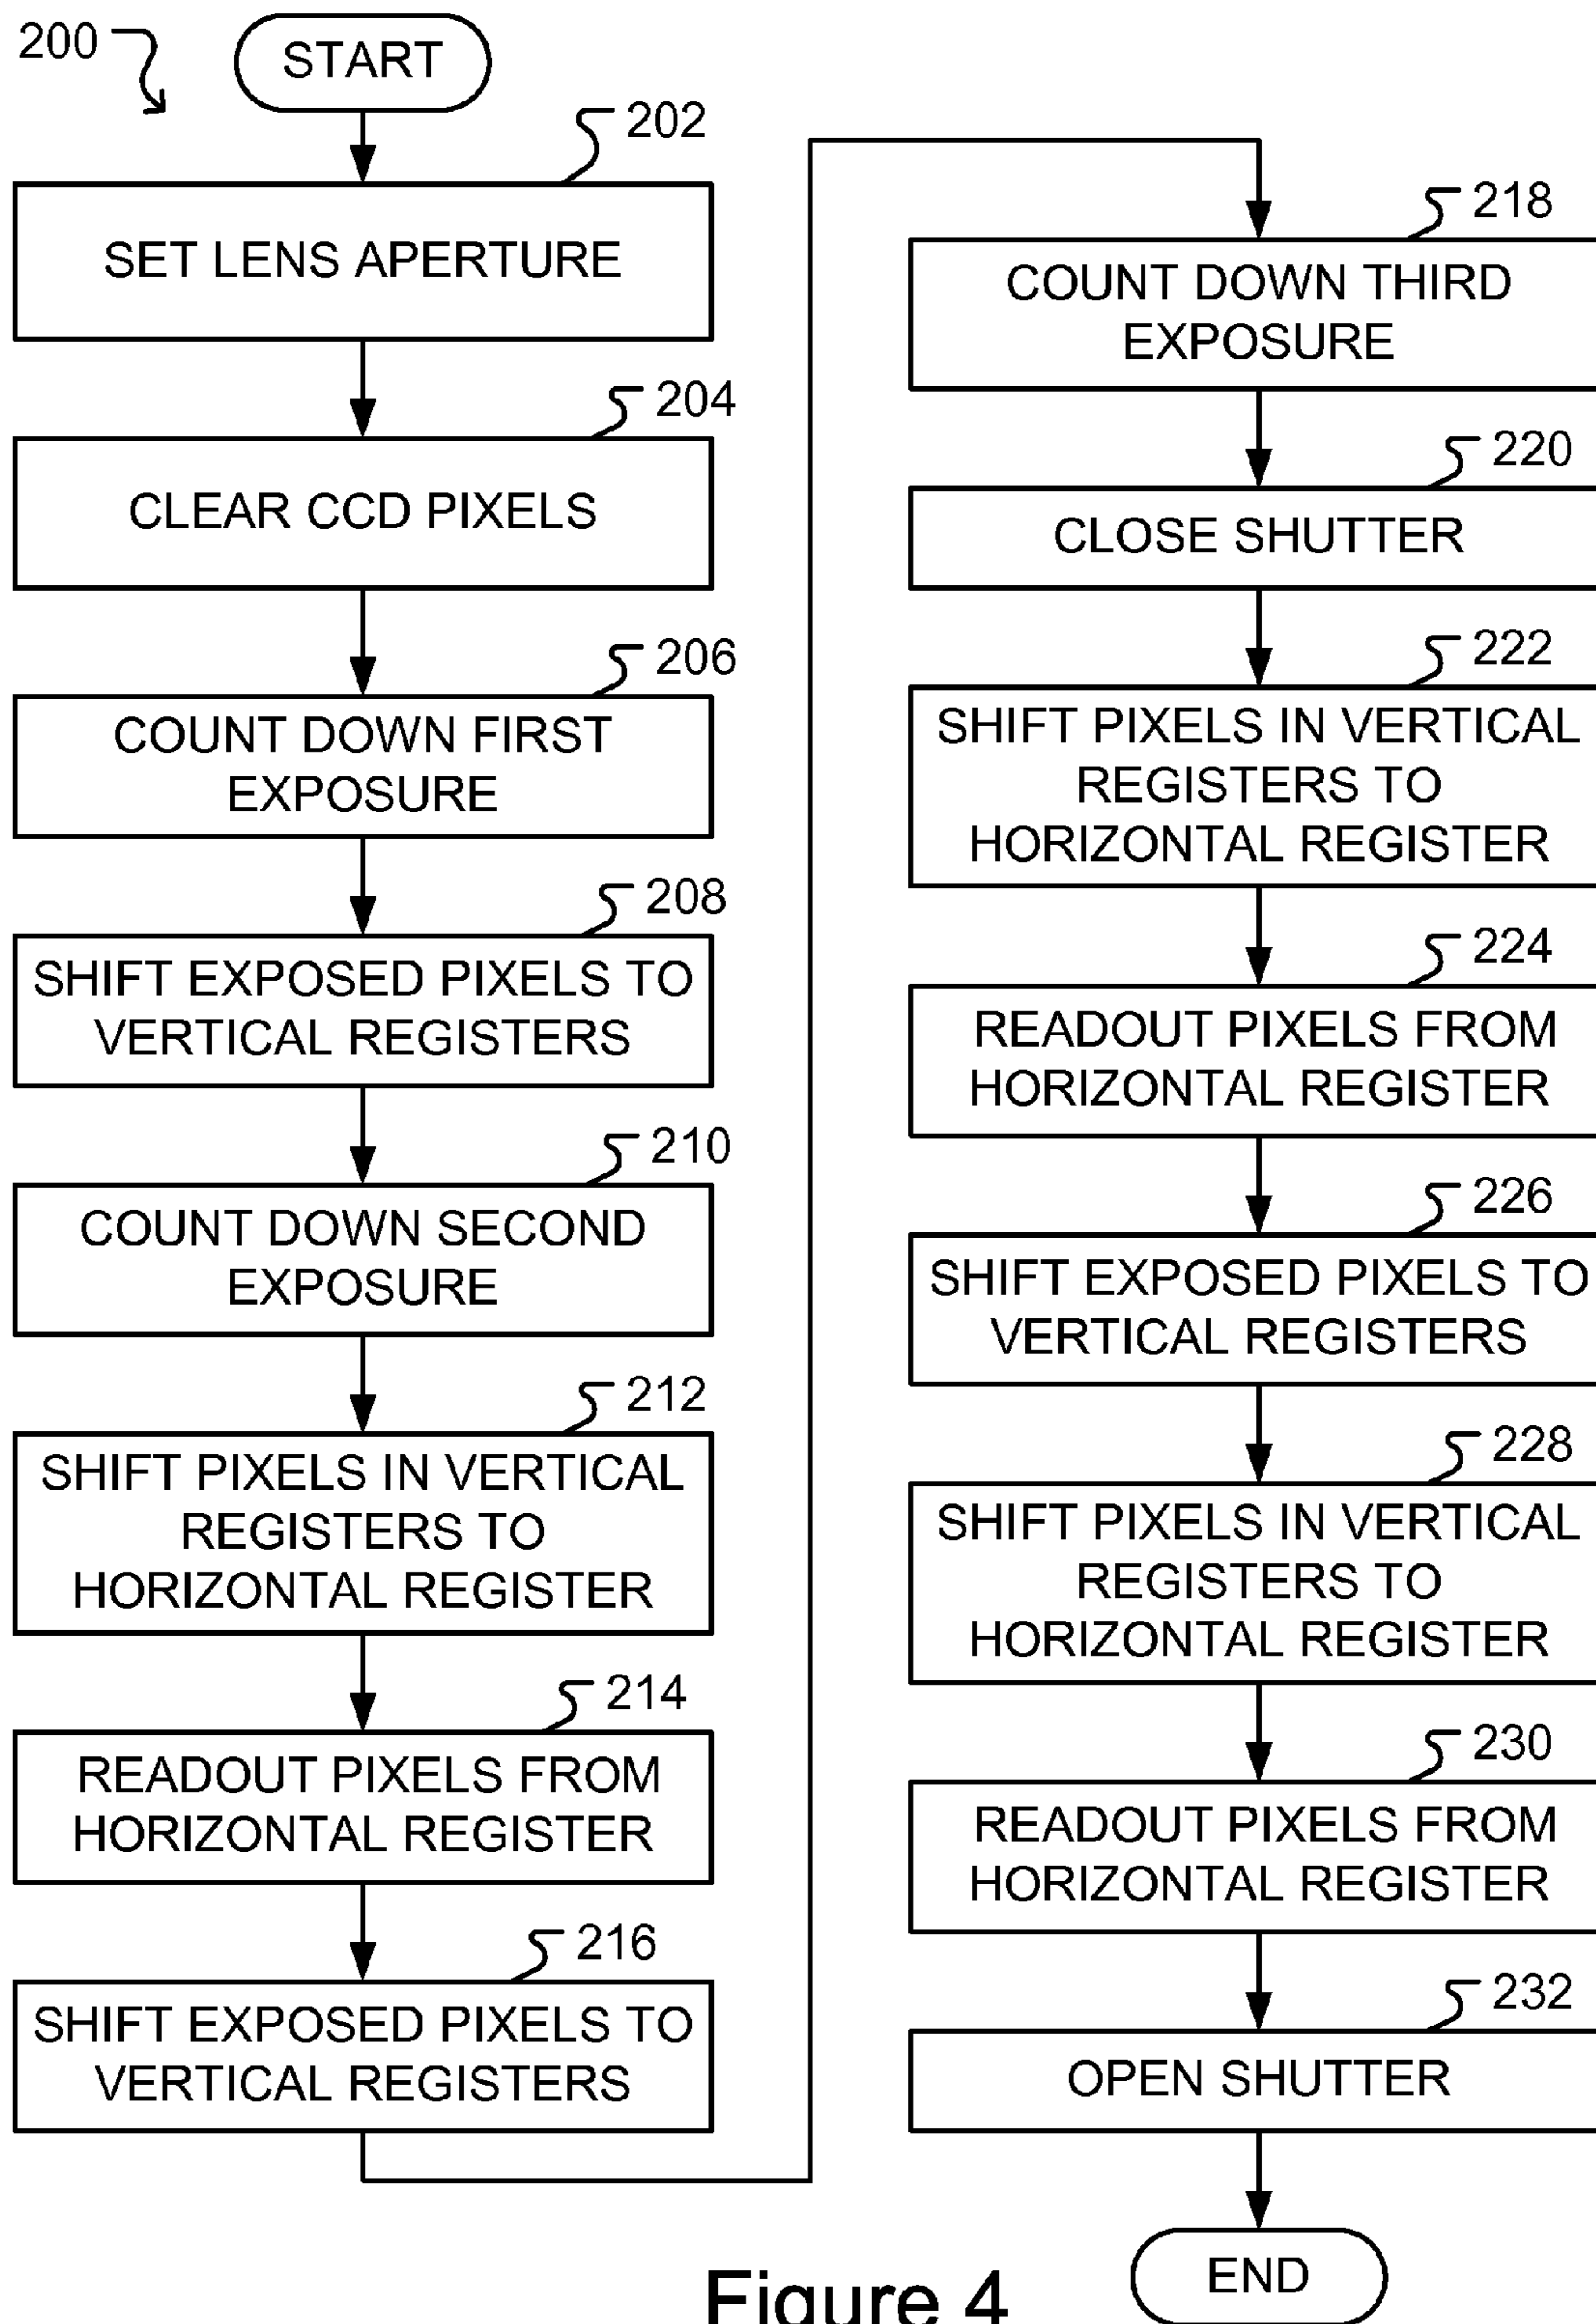 200
START
202
SET LENS APERTURE
204
CLEAR CCD PIXELS
206
COUNT DOWN FIRST
EXPOSURE
208
SHIFT EXPOSED PIXELS TO
VERTICAL REGISTERS
210
COUNT DOWN SECOND
EXPOSURE
212
SHIFT PIXELS IN VERTICAL
REGISTERS TO
HORIZONTAL REGISTER
214
READOUT PIXELS FROM
HORIZONTAL REGISTER
216
SHIFT EXPOSED PIXELS TO
VERTICAL REGISTERS
218
COUNT DOWN THIRD
EXPOSURE
220
CLOSE SHUTTER
222
SHIFT PIXELS IN VERTICAL
REGISTERS TO
HORIZONTAL REGISTER
224
READOUT PIXELS FROM
HORIZONTAL REGISTER
226
SHIFT EXPOSED PIXELS TO
VERTICAL REGISTERS
228
SHIFT PIXELS IN VERTICAL
REGISTERS TO
HORIZONTAL REGISTER
230
READOUT PIXELS FROM
HORIZONTAL REGISTER
232
OPEN SHUTTER
END
Figure 4